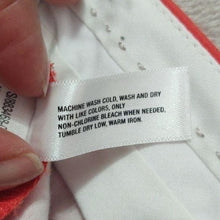 MACHINE WASH COLD, WASH AND DRY
WITH LIKE COLORS, ONLY
NON-CHLORINE BLEACH WHEN NEEDED,
TUMBLE DRY LOW, WARM IRON.